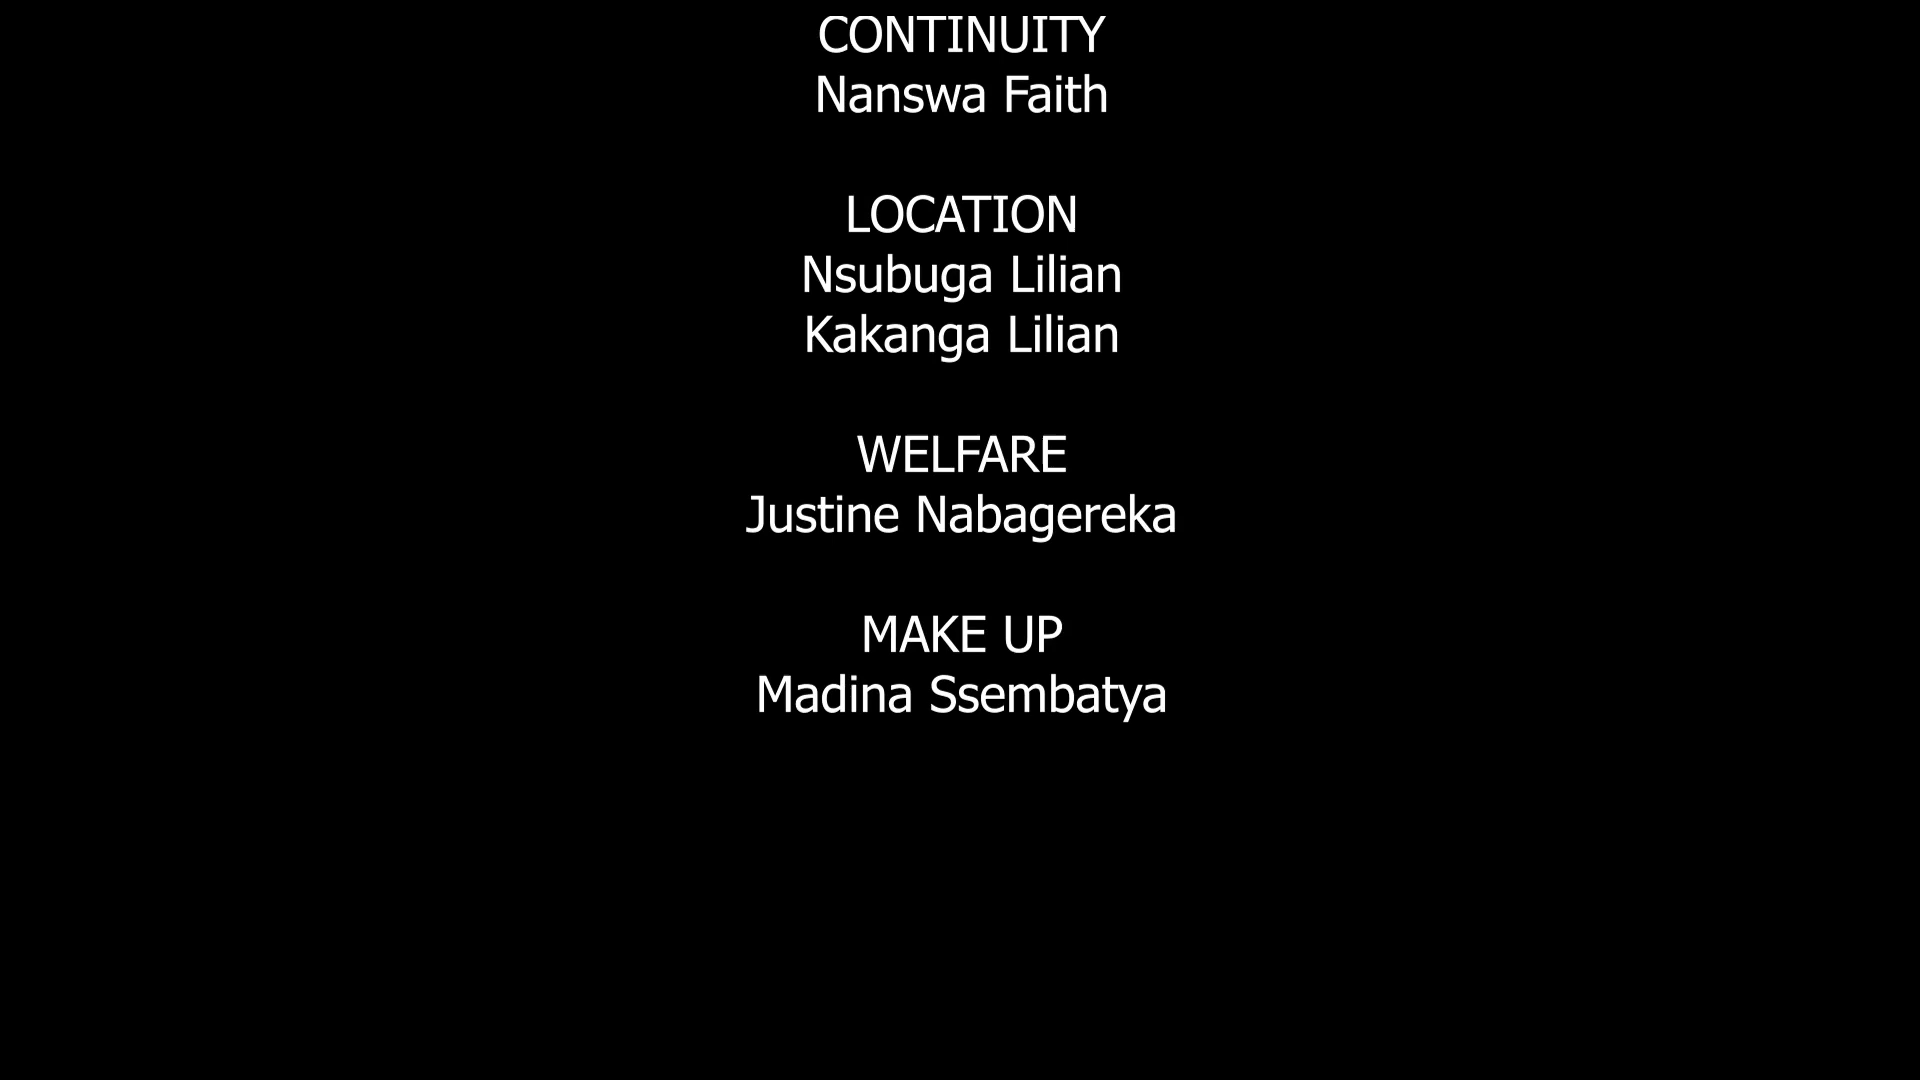 CONTINUITY
Nanswa Faith
LOCATION
Nsubuga Lilian
Kakanga Lilian
WELFARE
Justine Nabagereka
MAKE UP
Madina Ssembatya